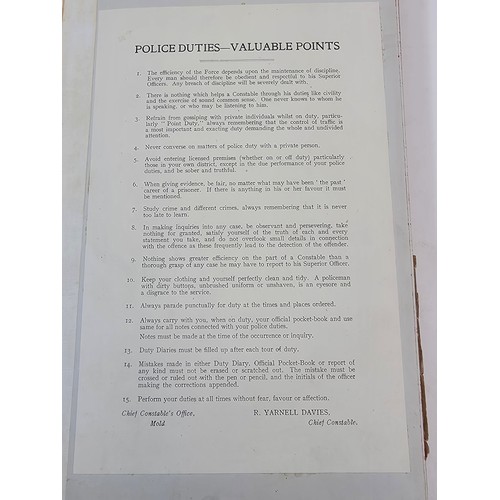 POLICE DUTIES—VALUABLE POINTS
1. The efficiency of the Force depends upon the maintenance of discipline.
Every man should therefore be obedient and respectful to his Superior
Officers. Any breach of discipline will be severely dealt with.
2. There is nothing which helps a Constable through his duties like civility
and the exercise of sound common sense. One never knows to whom he
is speaking, or who may be listening to him.
3. Refrain from gossiping with private individuals whilst on duty, particu-
larly "Point Duty," always remembering that the control of traffic is
a most important and exacting duty demanding the whole and undivided
attention.
4. Never converse on matters of police duty with a private person.
5. Avoid entering licensed premises (whether on or off duty) particularly
those in your own district, except in the due performance of your police
duties, and be sober and truthful.
6. When giving evidence, be fair, no matter what may have been ' the past '
career of a prisoner. If there is anything in his or her favour it must
be mentioned.
7. Study crime and different crimes, always remembering that it is never
too late to learn.
8. In making inquiries into any case, be observant and persevering, take
nothing for granted, satisfy yourself of the truth of each and every
statement you take, and do not overlook small details in connection
with the offence as these frequently lead to the detection of the offender.
9. Nothing shows greater efficiency on the part of a Constable than a
thorough grasp of any case he may have to report to his Superior Officer.
10. Keep your clothing and yourself perfectly clean and tidy. A policeman
with dirty buttons, unbrushed uniform or unshaven, is an eyesore and
a disgrace to the service.
11. Always parade punctually for duty at the times and places ordered.
12. Always carry with you, when on duty, your official pocket-book and use
same for all notes connected with your police duties.
Notes must be made at the time of the occurrence or inquiry.
13. Duty Diaries must be filled up after each tour of duty.
14. Mistakes made in either Duty Diary, Official Pocket-Book or report of
any kind must not be erased or scratched out. The mistake must be
crossed or ruled out with the pen or pencil, and the initials of the officer
making the corrections appended.
15. Perform your duties at all times without fear, favour or affection.
Chief Constable's Office, R. YARNELL DAVIES,
Mold Chief Constable.